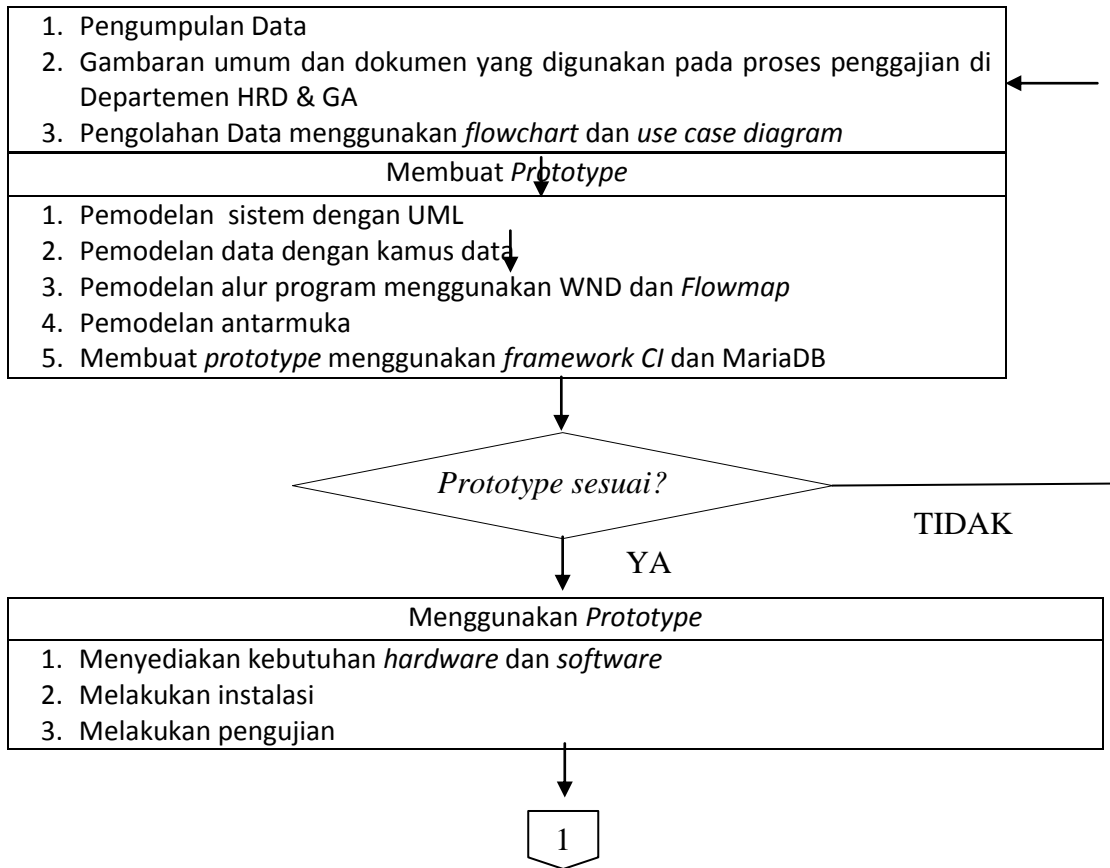 1. Pengumpulan Data
2. Gambaran umum dan dokumen yang digunakan pada proses penggajian di
Departemen HRD & GA
3. Pengolahan Data menggunakan flowchart dan use case diagram
Membuat Prototype
1. Pemodelan sistem dengan UML
2. Pemodelan data dengan kamus data
3. Pemodelan alur program menggunakan WND dan Flowmap
4. Pemodelan antarmuka
5. Membuat prototype menggunakan framework CI dan MariaDB
Prototype sesuai?
TIDAK
YA
Menggunakan Prototype
1. Menyediakan kebutuhan hardware dan software
2. Melakukan instalasi
3. Melakukan pengujian
1